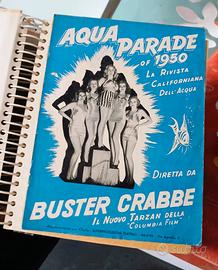 AQUA
PARADE
OF 1950
LA RIVISTA
CALIFORNIANA
DELL'ACQUA
DIRETTA DA
BUSTER CRABBE
IL NUOVO TARZAN DELLA
"COLUMBIA FILM"